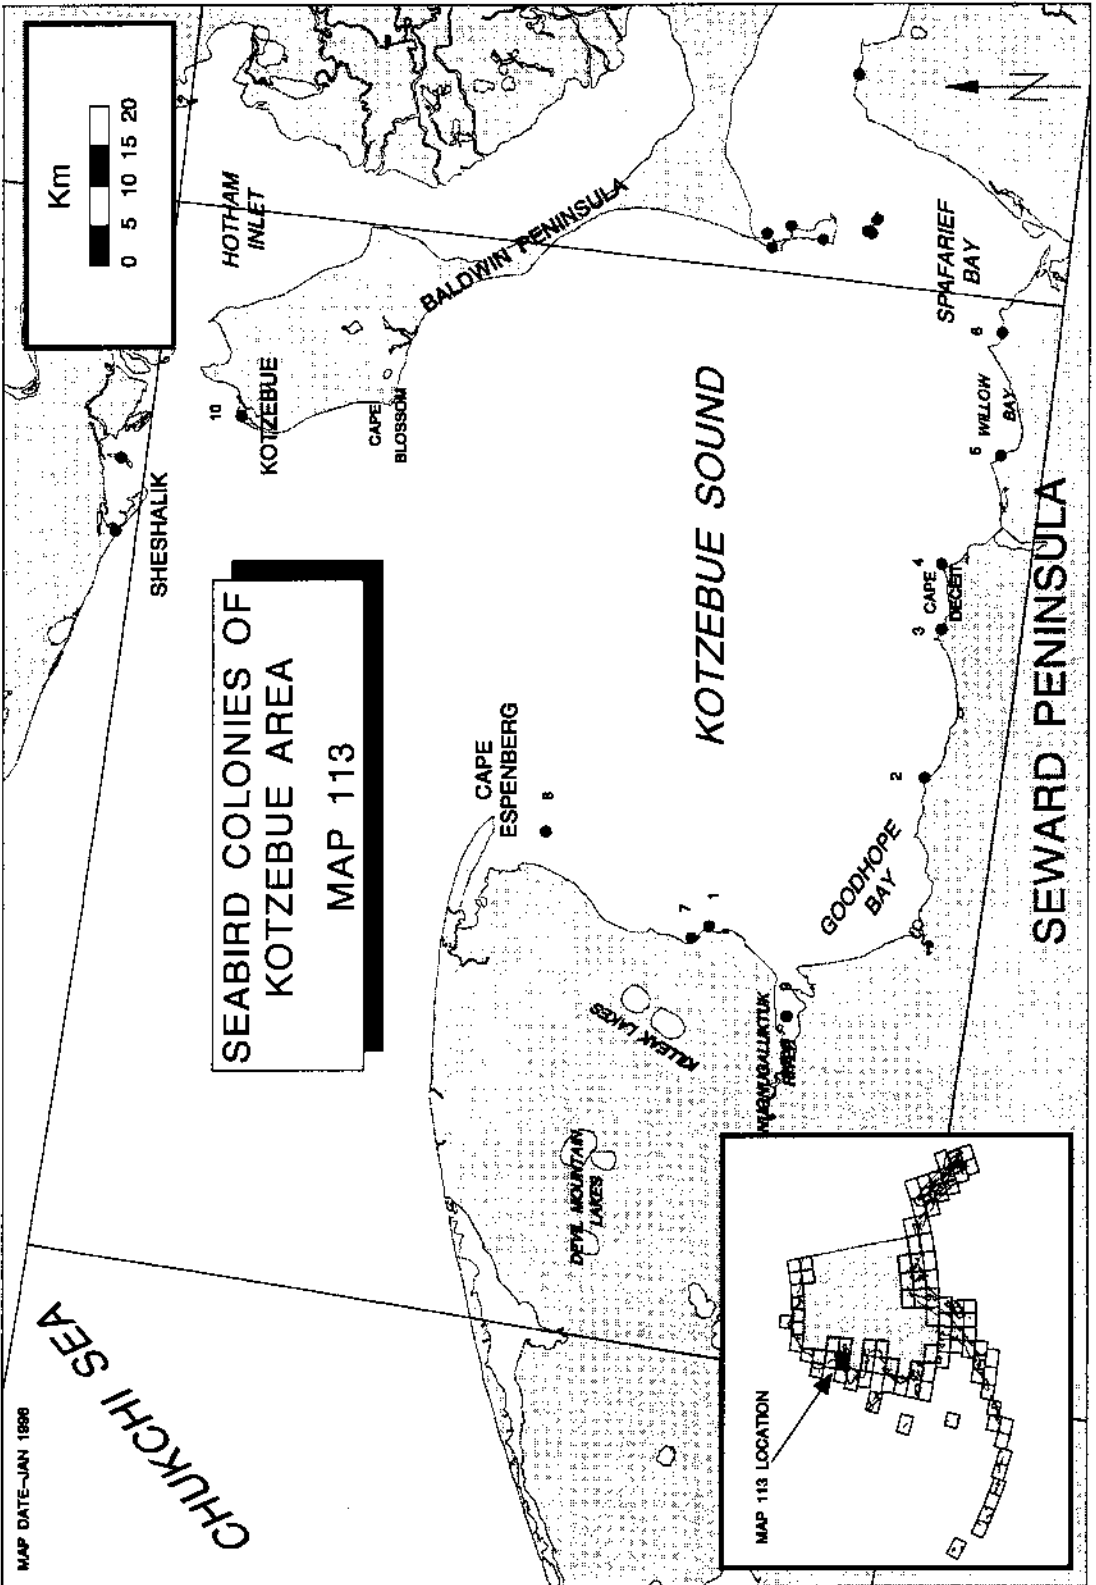 MAP DATE-JAN 1996
CHUKCHI SEA
SEABIRD COLONIES OF
KOTZEBUE AREA
MAP 113
SHESHALIK
Km
0 5 10 15 20
HOTHAM
INLET
10
KOTZEBUE
CAPE
BLOSSOM
BALDWIN PENINSULA
CAPE
ESPENBERG
8
DEVIL MOUNTAIN
LAKES
KILLEAK LAKES
7
1
KOTZEBUE SOUND
NUGNUGALUKTUK
RIVER
9
GOODHOPE
BAY
2
3
CAPE
DECEIT
4
5
WILLOW
BAY
6
SPAFARIEF
BAY
SEWARD PENINSULA
N
MAP 113 LOCATION